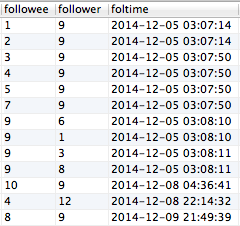 followee follower foltime
1 9 2014-12-05 03:07:14
2 9 2014-12-05 03:07:14
3 9 2014-12-05 03:07:50
4 9 2014-12-05 03:07:50
5 9 2014-12-05 03:07:50
7 9 2014-12-05 03:07:50
9 6 2014-12-05 03:08:10
9 1 2014-12-05 03:08:10
9 3 2014-12-05 03:08:11
9 8 2014-12-05 03:08:11
10 9 2014-12-08 04:36:41
4 12 2014-12-08 22:14:32
8 9 2014-12-09 21:49:39